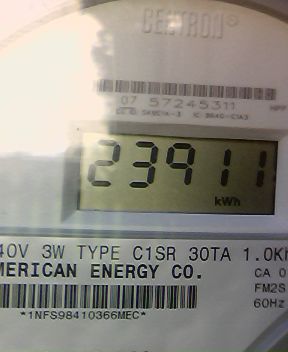 CENTRON®
07 57245311
23911
kWh
40V 3W TYPE C1SR 30TA 1.0Kh
MERICAN ENERGY CO.
CA 0
FM2S
60Hz
*1NFS98410366MEC*